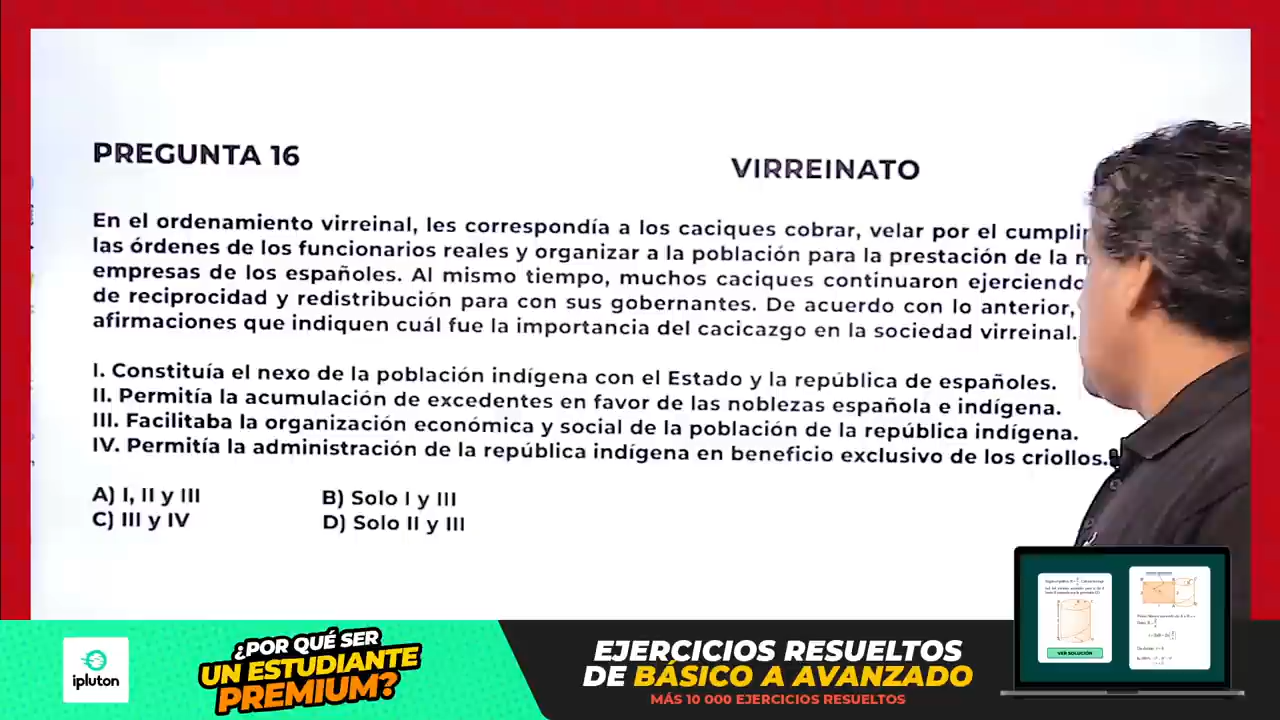 PREGUNTA 16
VIRREINATO
En el ordenamiento virreinal, les correspondía a los caciques cobrar, velar por el
las órdenes de los funcionarios reales y organizar a la población para la prestación de la
empresas de los españoles. Al mismo tiempo, muchos caciques continuaron
de reciprocidad y redistribución para con sus gobernantes. De acuerdo con lo anterior,
afirmaciones que indiquen cuál fue la importancia del cacicazgo en la sociedad virreinal.
I. Constituía el nexo de la población indígena con el Estado y la república de españoles.
II. Permitía la acumulación de excedentes en favor de las noblezas española e indígena.
III. Facilitaba la organización económica y social de la población de la república indígena.
IV. Permitía la administración de la república indígena en beneficio exclusivo de los criollos.
A) I, II y III
B) Solo I y III
C) III y IV
D) Solo II y III
ipluton
¿POR QUÉ SER
UN ESTUDIANTE
PREMIUM?
EJERCICIOS RESUELTOS
DE BÁSICO A AVANZADO
MÁS 10 000 EJERCICIOS RESUELTOS
VER SOLUCIÓN